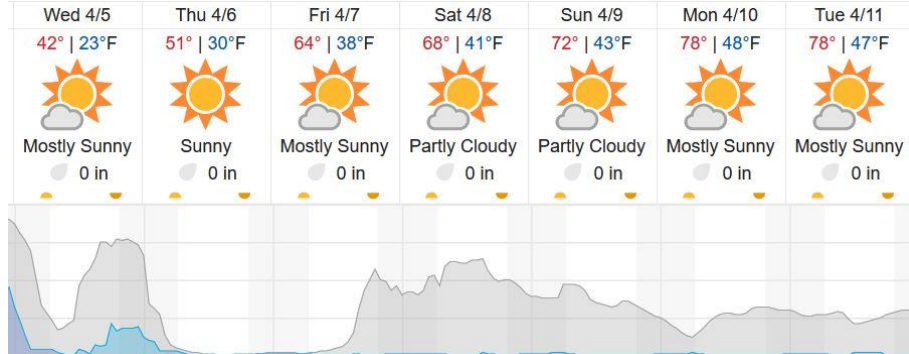 Wed 4/5 Thu 4/6 Fri 4/7 Sat 4/8 Sun 4/9 Mon 4/10 Tue 4/11
42° | 23°F 51° | 30°F 64° | 38°F 68° | 41°F 72° | 43°F 78° | 48°F 78° | 47°F
Mostly Sunny Sunny Mostly Sunny Partly Cloudy Partly Cloudy Mostly Sunny Mostly Sunny
0 in 0 in 0 in 0 in 0 in 0 in 0 in